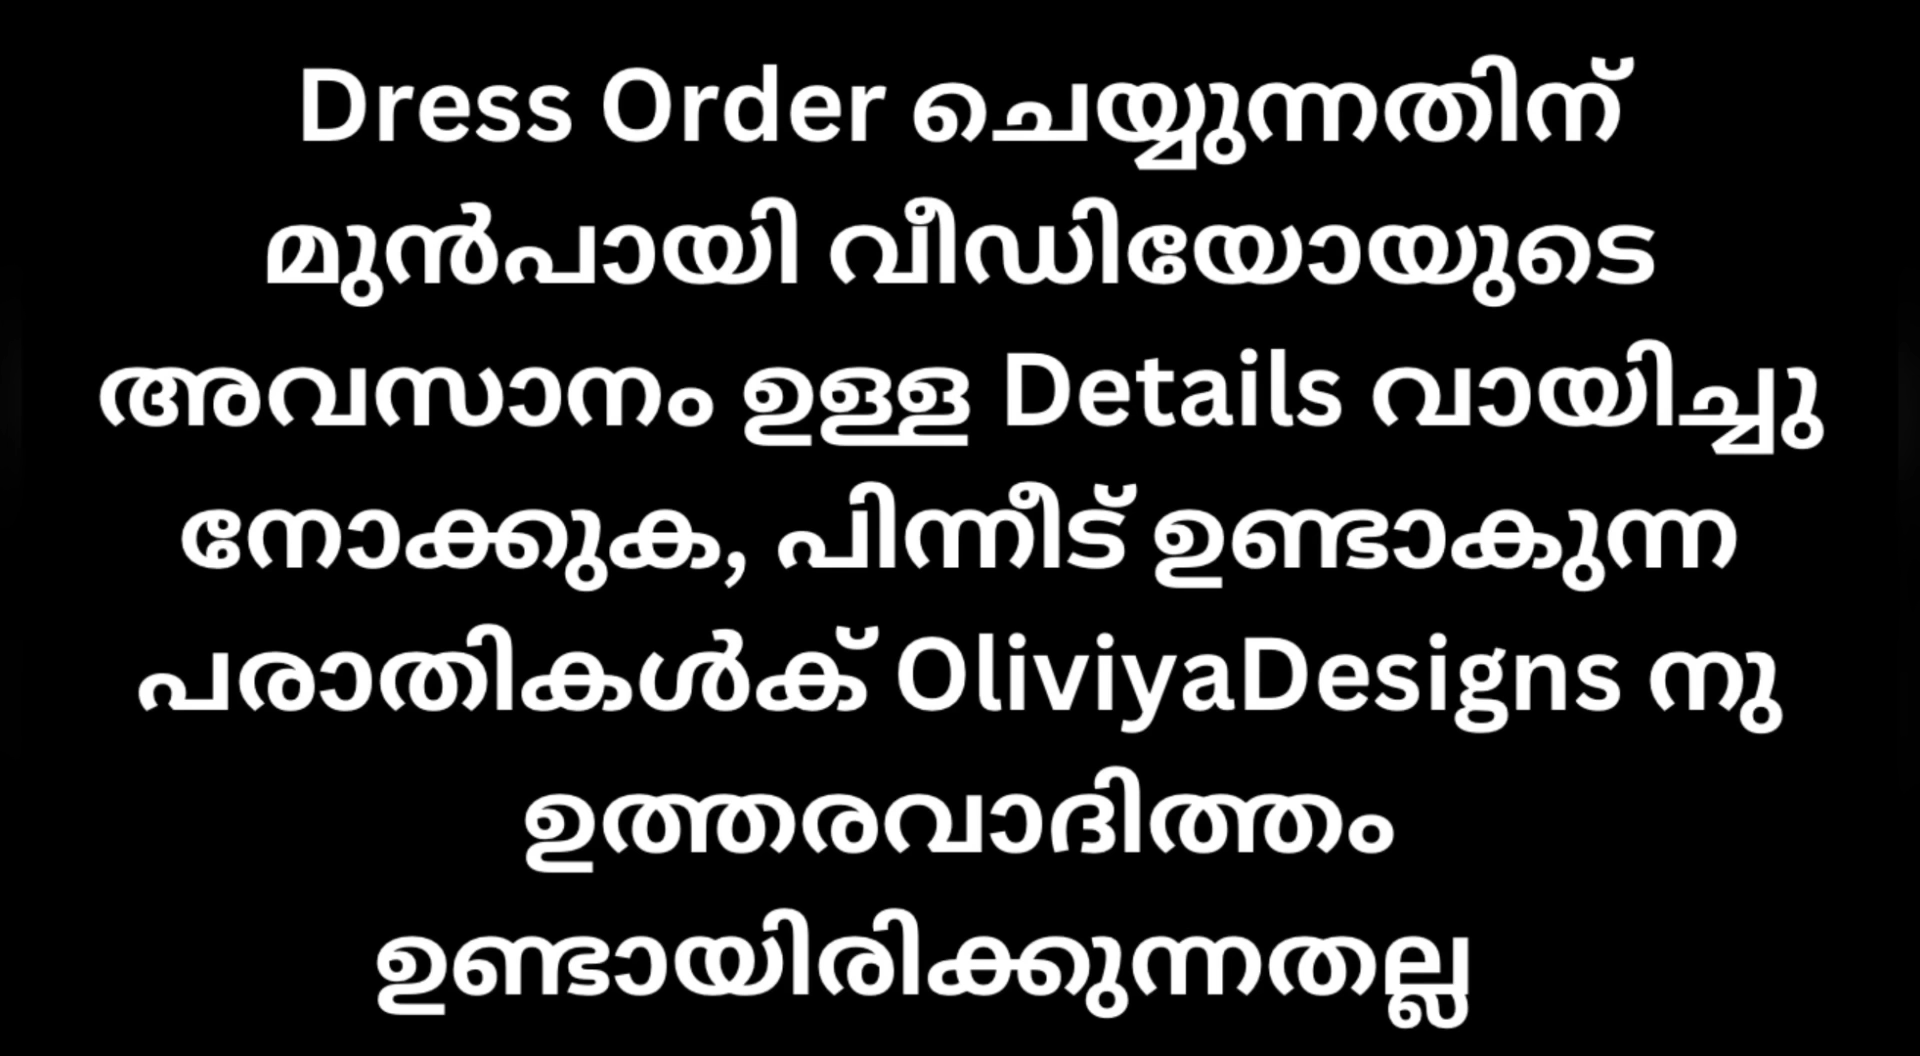 Dress Order ചെയ്യുന്നതിന്
മുൻപായി വീഡിയോയുടെ
അവസാനം ഉള്ള Details വായിച്ചു
നോക്കുക, പിന്നീട് ഉണ്ടാകുന്ന
പരാതികൾക് OliviyaDesigns നു
ഉത്തരവാദിത്തം
ഉണ്ടായിരിക്കുന്നതല്ല